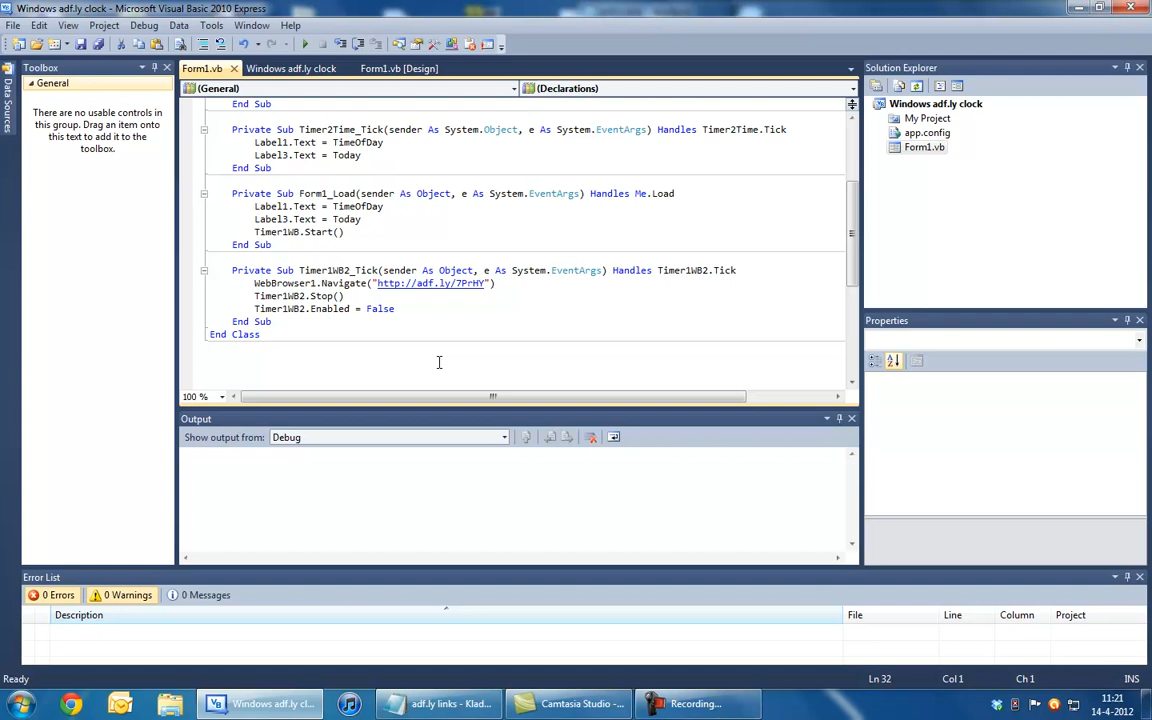 Windows adf.ly clock - Microsoft Visual Basic 2010 Express
File Edit View Project Debug Data Tools Window Help
Toolbox
General
There are no usable controls in
this group. Drag an item onto
this text to add it to the
toolbox.
Data Sources
Form1.vb Windows adf.ly clock Form1.vb [Design]
(General) (Declarations)
End Sub
Private Sub Timer2Time_Tick(sender As System.Object, e As System.EventArgs) Handles Timer2Time.Tick
Label1.Text = TimeOfDay
Label3.Text = Today
End Sub
Private Sub Form1_Load(sender As Object, e As System.EventArgs) Handles Me.Load
Label1.Text = TimeOfDay
Label3.Text = Today
Timer1WB.Start()
End Sub
Private Sub Timer1WB2_Tick(sender As Object, e As System.EventArgs) Handles Timer1WB2.Tick
WebBrowser1.Navigate("http://adf.ly/7PrHY")
Timer1WB2.Stop()
Timer1WB2.Enabled = False
End Sub
End Class
100 %
Output
Show output from: Debug
Solution Explorer
Windows adf.ly clock
My Project
app.config
Form1.vb
Properties
Error List
0 Errors 0 Warnings 0 Messages
Description File Line Column Project
Ready Ln 32 Col 1 Ch 1 INS
Windows adf.ly cl... adf.ly links - Klad... Camtasia Studio -... Recording...
11:21
14-4-2012